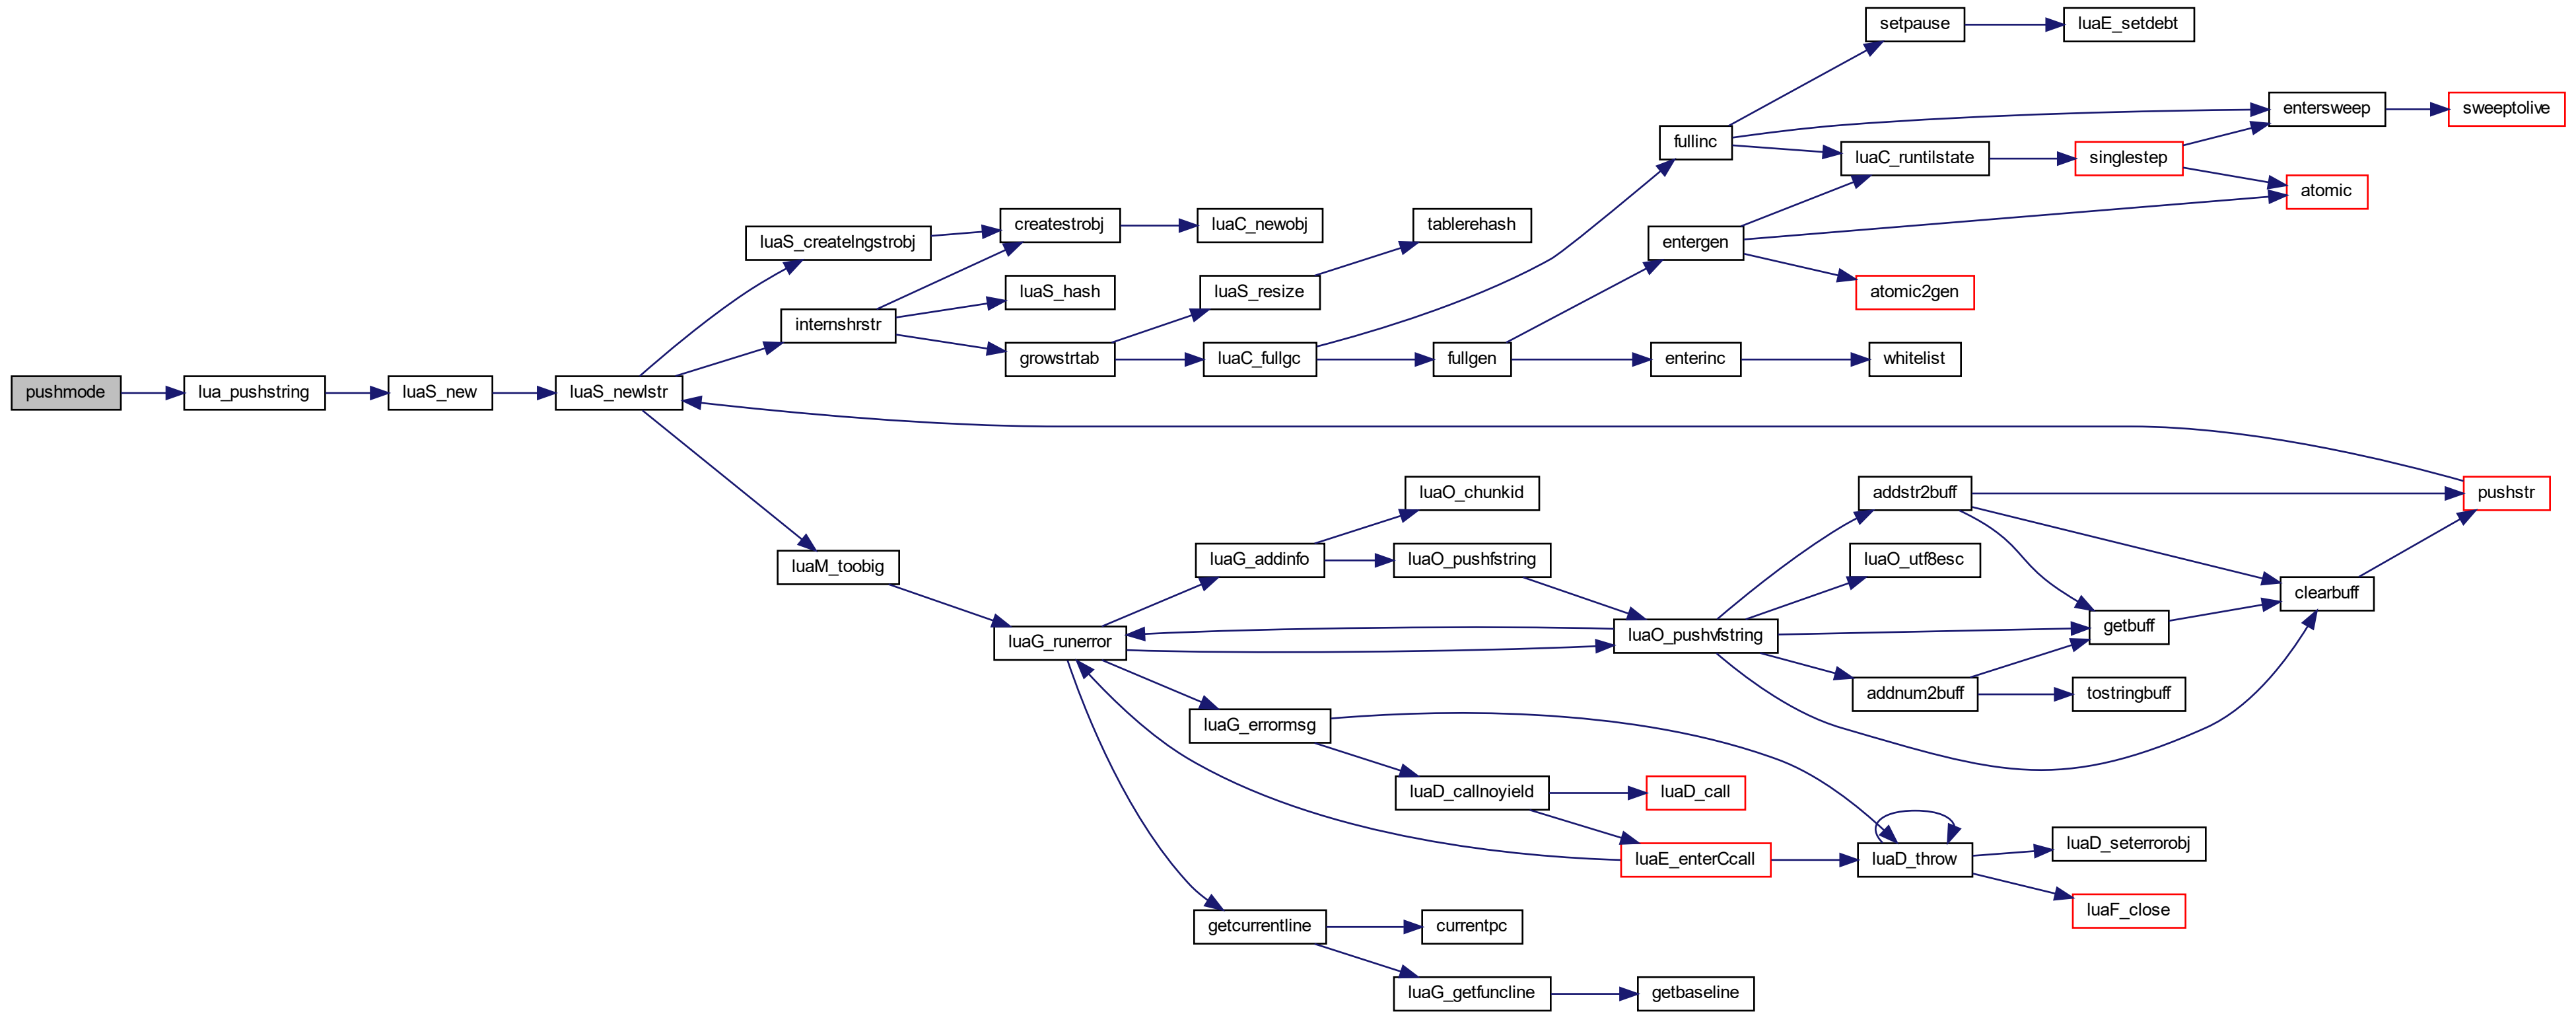 pushmode
lua_pushstring
luaS_new
luaS_newlstr
luaS_createlngstrobj
internshrstr
luaM_toobig
createstrobj
luaS_hash
growstrtab
luaG_runerror
luaC_newobj
luaS_resize
luaC_fullgc
luaG_addinfo
luaG_errormsg
getcurrentline
tablerehash
fullgen
luaO_chunkid
luaO_pushfstring
luaD_callnoyield
currentpc
luaG_getfuncline
fullinc
entergen
enterinc
luaO_pushvfstring
luaD_call
luaE_enterCcall
getbaseline
setpause
luaC_runtilstate
atomic2gen
whitelist
addstr2buff
luaO_utf8esc
addnum2buff
luaD_throw
luaE_setdebt
singlestep
getbuff
tostringbuff
luaD_seterrorobj
luaF_close
entersweep
atomic
clearbuff
sweeptolive
pushstr